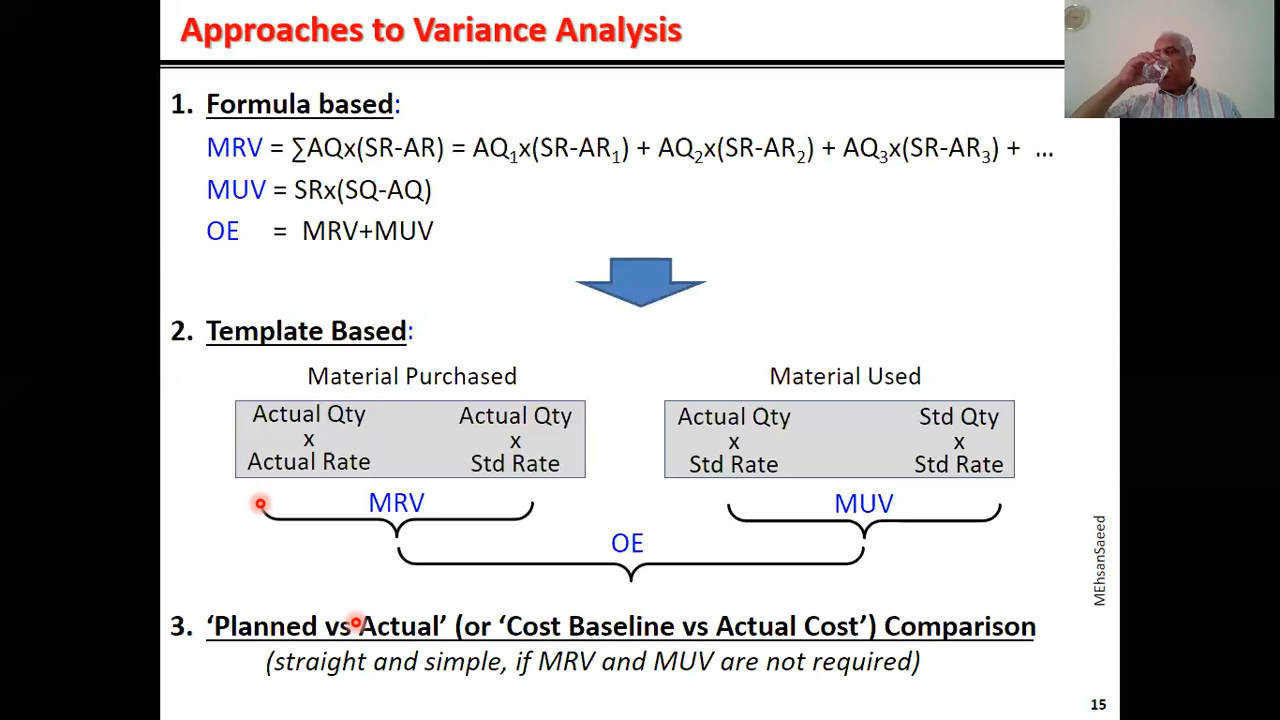 Approaches to Variance Analysis
1. Formula based:
MRV = ∑AQx(SR-AR) = AQ₁x(SR-AR₁) + AQ₂x(SR-AR₂) + AQ₃x(SR-AR₃) + ...
MUV = SRx(SQ-AQ)
OE = MRV+MUV
2. Template Based:
Material Purchased
Material Used
Actual Qty
x
Actual Rate
Actual Qty
x
Std Rate
Actual Qty
x
Std Rate
Std Qty
x
Std Rate
MRV
MUV
OE
MEhsanSaeed
3. ‘Planned vs Actual’ (or ‘Cost Baseline vs Actual Cost’) Comparison
(straight and simple, if MRV and MUV are not required)
15